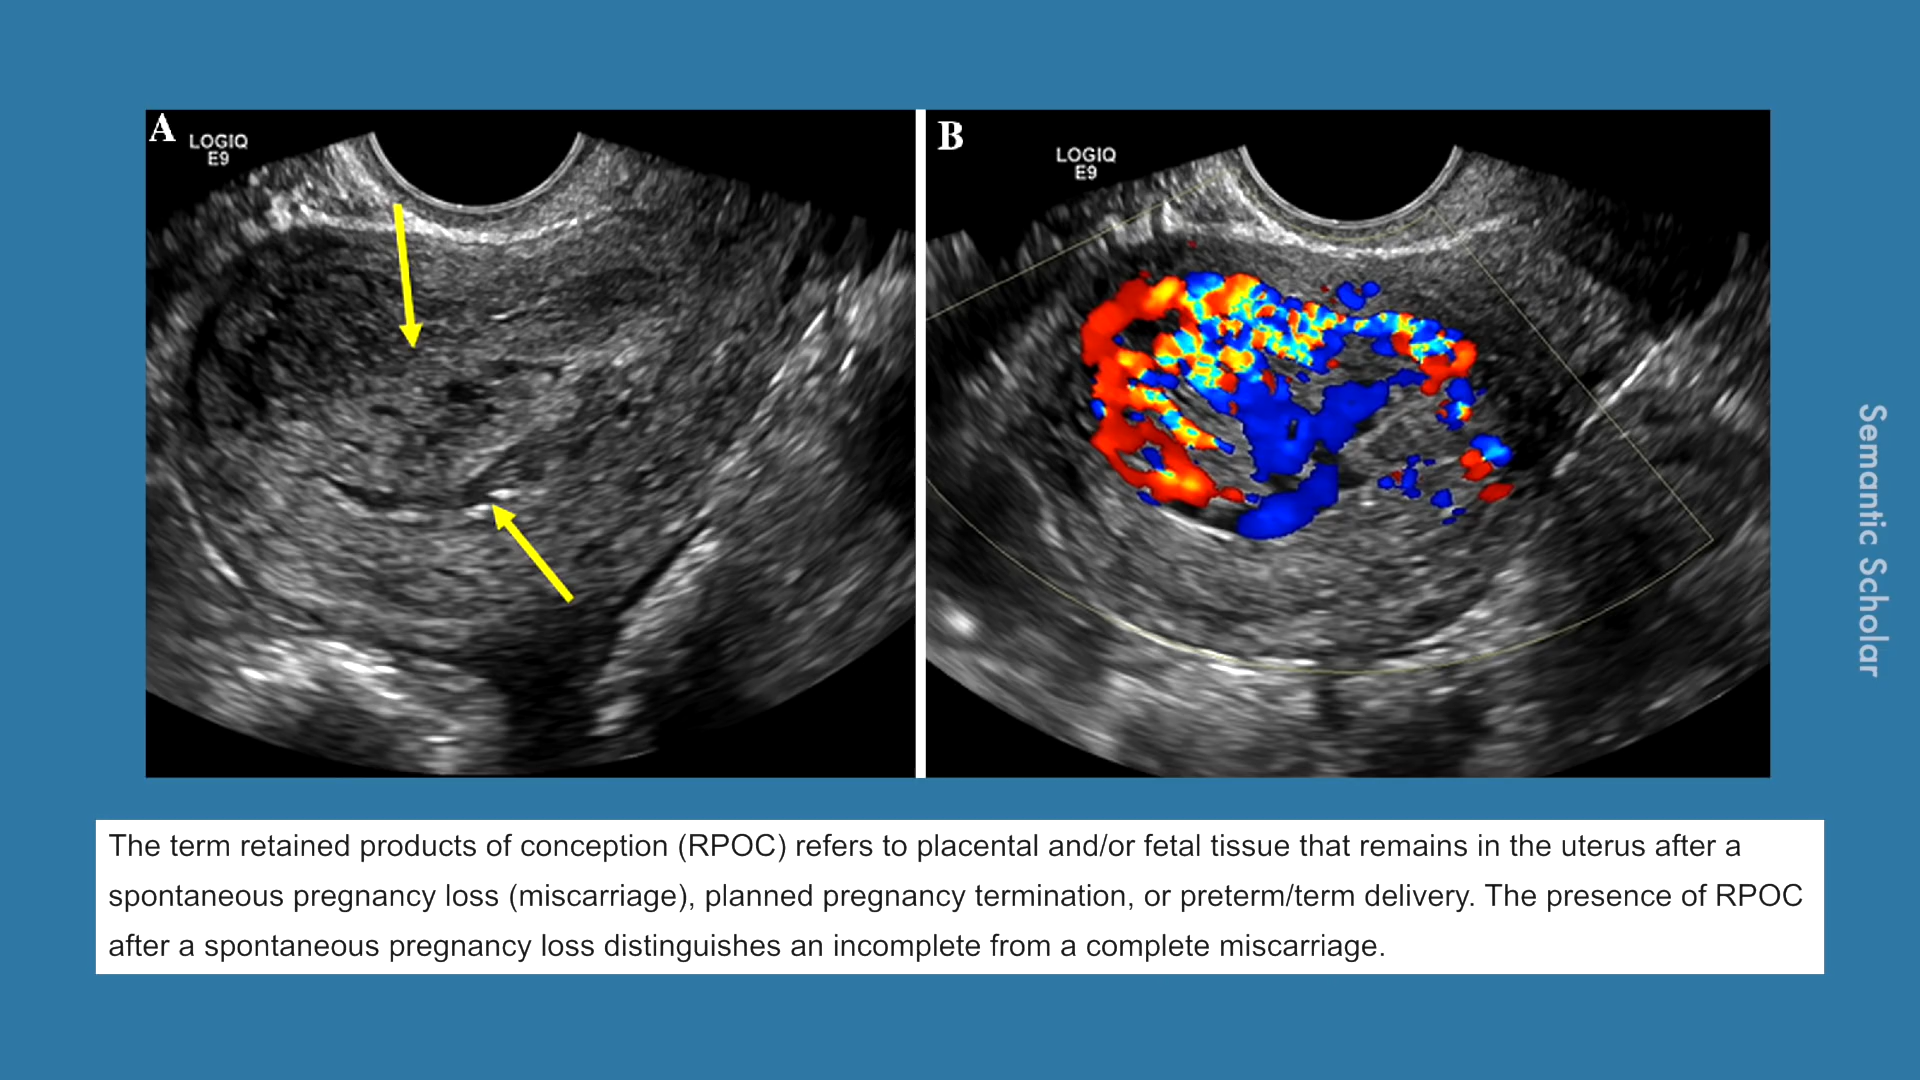 A
LOGIQ
E9
B
LOGIQ
E9
Semantic Scholar
The term retained products of conception (RPOC) refers to placental and/or fetal tissue that remains in the uterus after a
spontaneous pregnancy loss (miscarriage), planned pregnancy termination, or preterm/term delivery. The presence of RPOC
after a spontaneous pregnancy loss distinguishes an incomplete from a complete miscarriage.